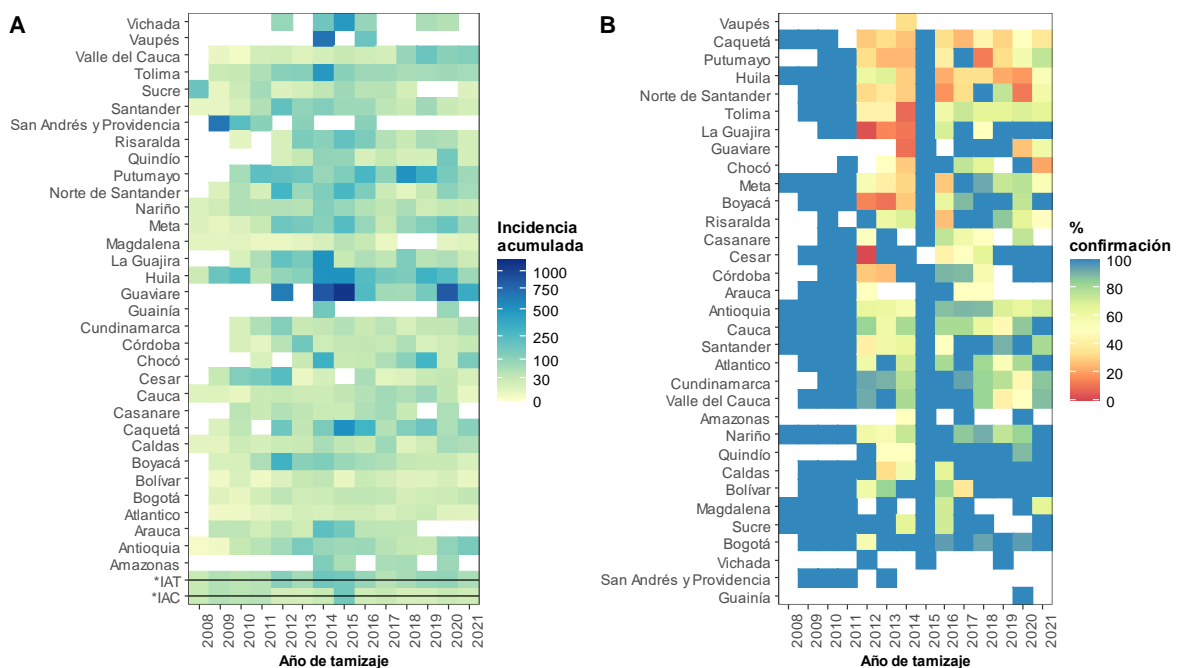 A
Vichada
Vaupés
Valle del Cauca
Tolima
Sucre
Santander
San Andrés y Providencia
Risaralda
Quindío
Putumayo
Norte de Santander
Nariño
Meta
Magdalena
La Guajira
Huila
Guaviare
Guainía
Cundinamarca
Córdoba
Chocó
Cesar
Cauca
Casanare
Caquetá
Caldas
Boyacá
Bolívar
Bogotá
Atlantico
Arauca
Antioquia
Amazonas
*IAT
*IAC
2008
2009
2010
2011
2012
2013
2014
2015
2016
2017
2018
2019
2020
2021
Año de tamizaje
Incidencia
acumulada
1000
750
500
250
100
30
0
B
Vaupés
Caquetá
Putumayo
Huila
Norte de Santander
Tolima
La Guajira
Guaviare
Chocó
Meta
Boyacá
Risaralda
Casanare
Cesar
Córdoba
Arauca
Antioquia
Cauca
Santander
Atlantico
Cundinamarca
Valle del Cauca
Amazonas
Nariño
Quindío
Caldas
Bolívar
Magdalena
Sucre
Bogotá
Vichada
San Andrés y Providencia
Guainía
2008
2009
2010
2011
2012
2013
2014
2015
2016
2017
2018
2019
2020
2021
Año de tamizaje
%
confirmación
100
80
60
40
20
0